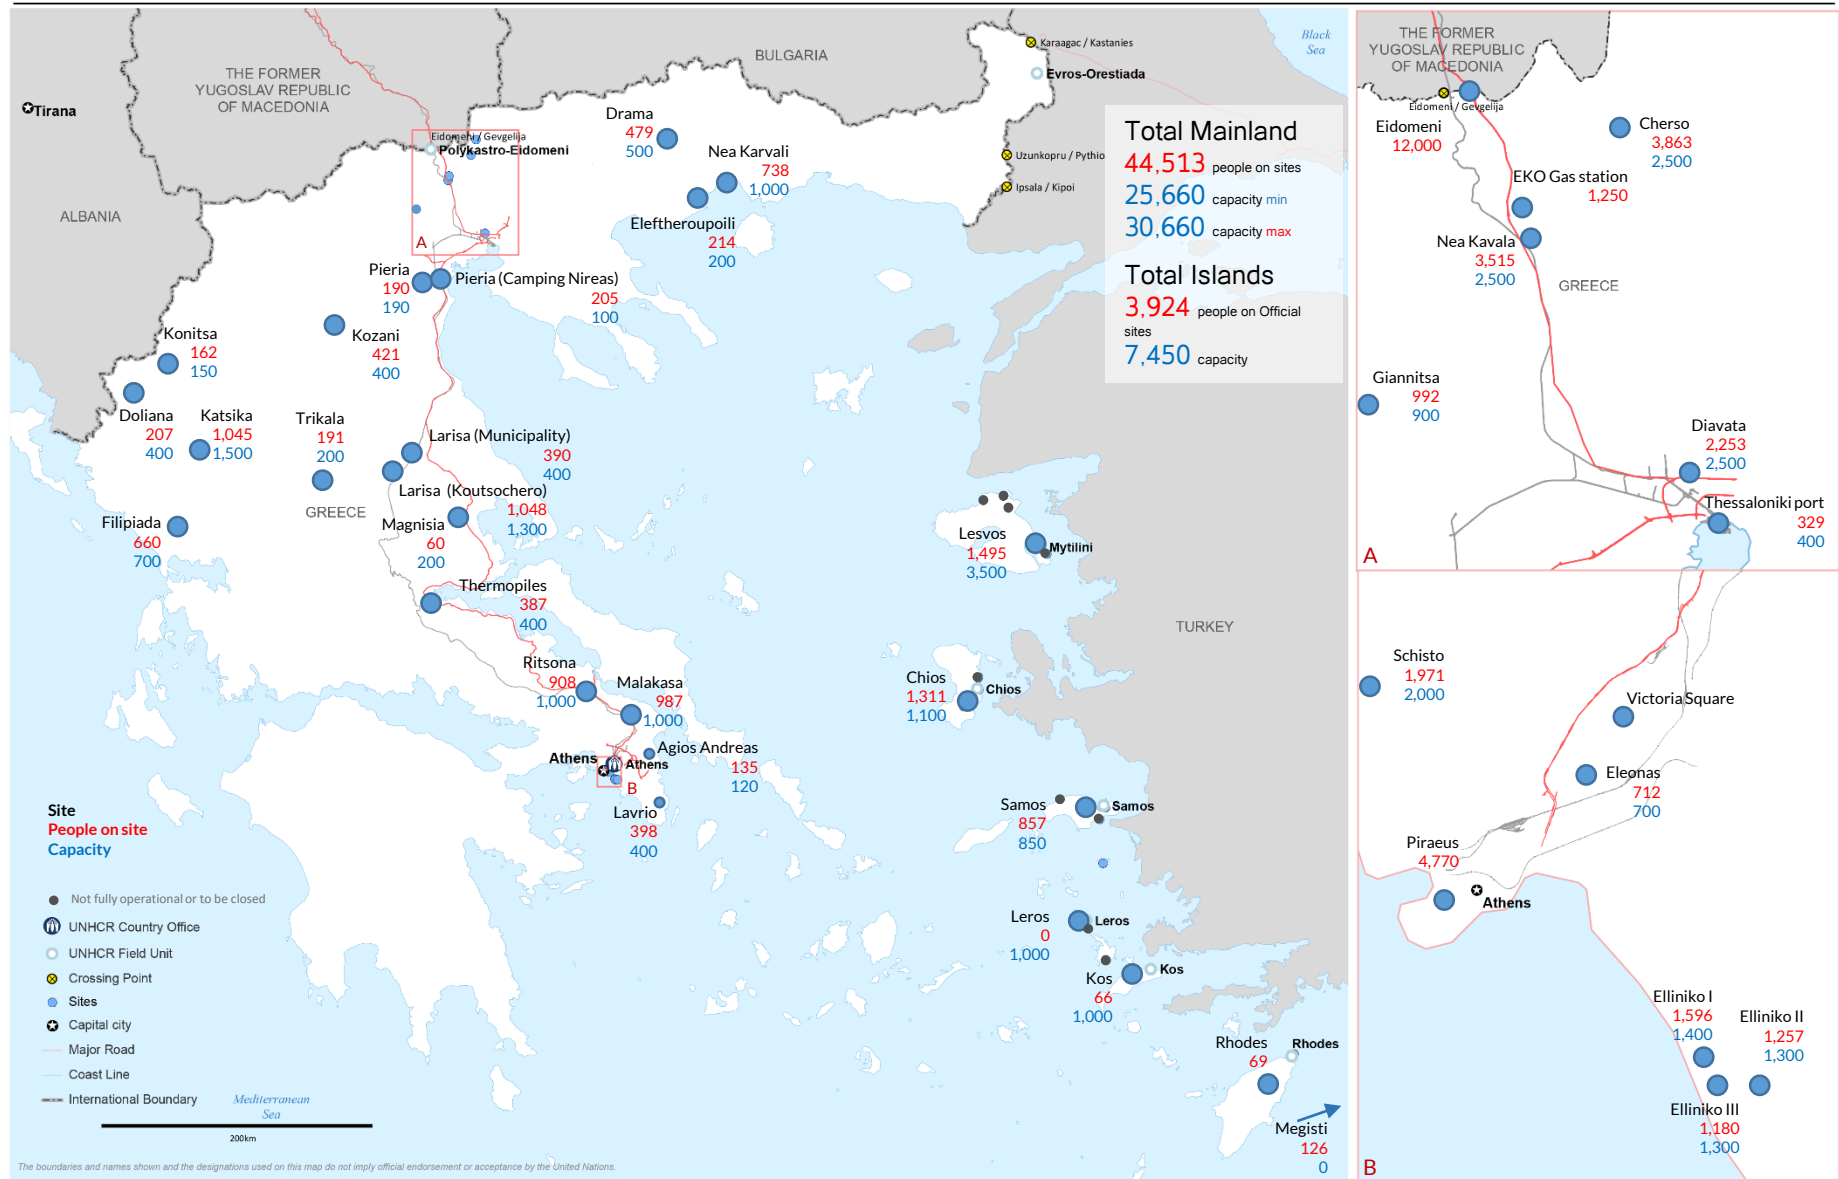 THE FORMER
YUGOSLAV REPUBLIC
OF MACEDONIA
BULGARIA
Black
Sea
Karaagac / Kastanies
Evros-Orestiada
Tirana
ALBANIA
Eidomeni / Gevgelija
Polykastro-Eidomeni
A
Drama
479
500
Nea Karvali
738
1,000
Eleftheroupoili
214
200
Uzunkopru / Pythio
Ipsala / Kipoi
Total Mainland
44,513 people on sites
25,660 capacity min
30,660 capacity max
Total Islands
3,924 people on Official
sites
7,450 capacity
Pieria
190
190
Pieria (Camping Nireas)
205
100
Konitsa
162
150
Kozani
421
400
Doliana
207
400
Katsika
1,045
1,500
Trikala
191
200
Larisa (Municipality)
390
400
Larisa (Koutsochero)
1,048
1,300
GREECE
Magnisia
60
200
Filipiada
660
700
Thermopiles
387
400
Ritsona
908
1,000
Malakasa
987
1,000
Agios Andreas
135
120
Athens
Athens
B
Lavrio
398
400
Lesvos
1,495
3,500
Mytilini
TURKEY
Chios
1,311
1,100
Chios
Samos
857
850
Samos
Leros
0
1,000
Leros
Kos
66
1,000
Kos
Rhodes
69
Rhodes
Megisti
126
0
Site
People on site
Capacity
Not fully operational or to be closed
UNHCR Country Office
UNHCR Field Unit
Crossing Point
Sites
Capital city
Major Road
Coast Line
International Boundary
Mediterranean
Sea
200km
The boundaries and names shown and the designations used on this map do not imply official endorsement or acceptance by the United Nations.
THE FORMER
YUGOSLAV REPUBLIC
OF MACEDONIA
Eidomeni / Gevgelija
Eidomeni
12,000
Cherso
3,863
2,500
EKO Gas station
1,250
Nea Kavala
3,515
2,500
GREECE
Giannitsa
992
900
Diavata
2,253
2,500
Thessaloniki port
329
400
A
Schisto
1,971
2,000
Victoria Square
Eleonas
712
700
Piraeus
4,770
Athens
Elliniko I
1,596
1,400
Elliniko II
1,257
1,300
Elliniko III
1,180
1,300
B